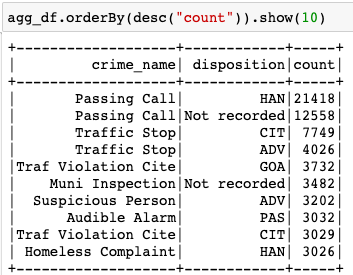 agg_df.orderBy(desc("count")).show(10)
+--------------------+------------+-----+
|          crime_name| disposition|count|
+--------------------+------------+-----+
|        Passing Call|         HAN|21418|
|        Passing Call|Not recorded|12558|
|        Traffic Stop|         CIT| 7749|
|        Traffic Stop|         ADV| 4026|
|Traf Violation Cite|         GOA| 3732|
|     Muni Inspection|Not recorded| 3482|
|   Suspicious Person|         ADV| 3202|
|       Audible Alarm|         PAS| 3032|
|Traf Violation Cite|         CIT| 3029|
|  Homeless Complaint|         HAN| 3026|
+--------------------+------------+-----+